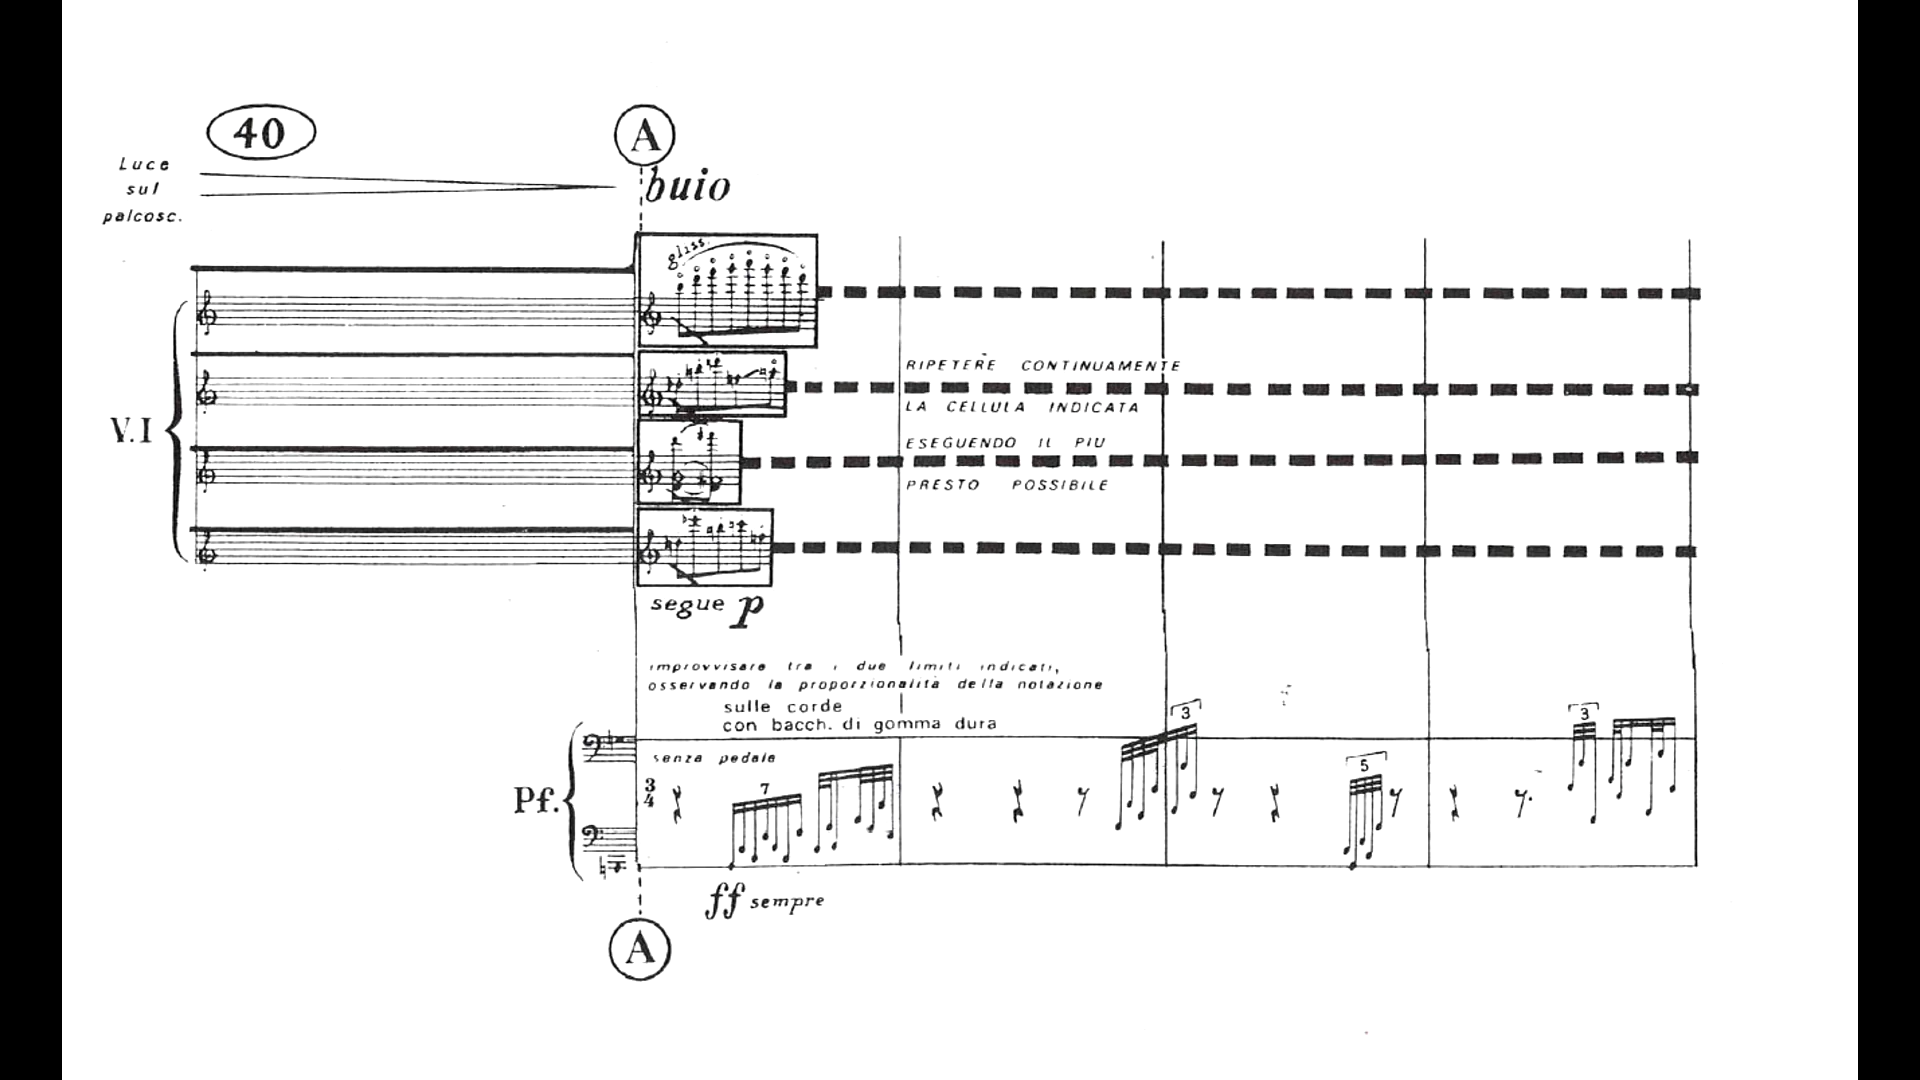 40
A
Luce
sul
palcosc.
buio
gliss.
V.I
RIPETERE CONTINUAMENTE
LA CELLULA INDICATA
ESEGUENDO IL PIU
PRESTO POSSIBILE
segue p
improvvisare tra i due limiti indicati,
osservando la proporzionalità della notazione
sulle corde
con bacch. di gomma dura
3
3
senza pedale
5
Pf.
3
4
7
ff sempre
A